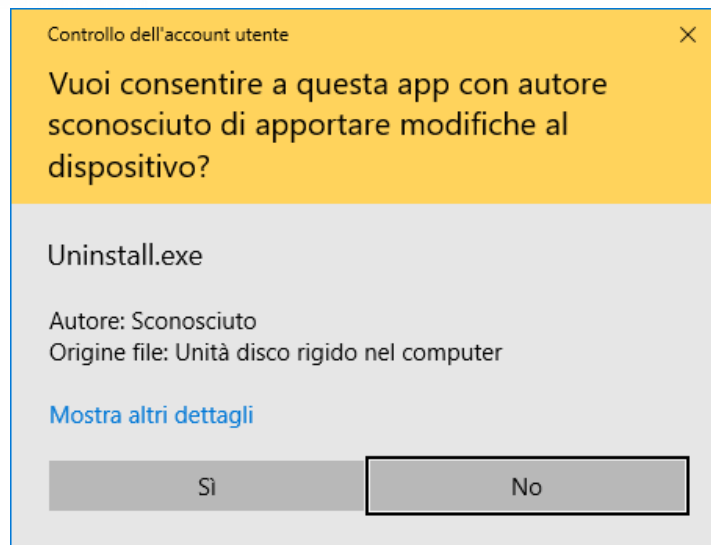 Controllo dell'account utente
Vuoi consentire a questa app con autore
sconosciuto di apportare modifiche al
dispositivo?
Uninstall.exe
Autore: Sconosciuto
Origine file: Unità disco rigido nel computer
Mostra altri dettagli
Sì
No